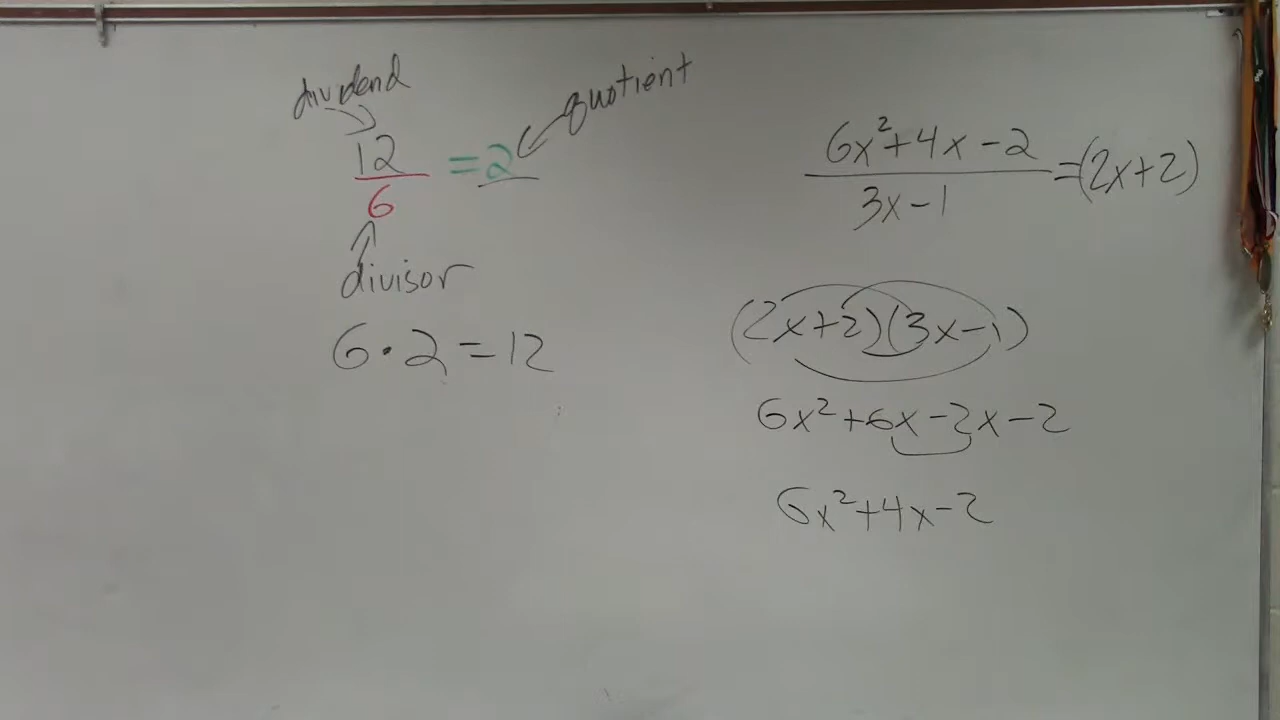 dividend
quotient
12
= 2
6
divisor
6 · 2 = 12
6x² + 4x - 2
= (2x + 2)
3x - 1
(2x + 2)(3x - 1)
6x² + 6x - 2x - 2
6x² + 4x - 2